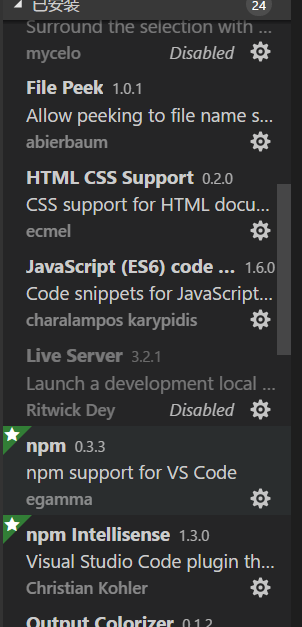 已安装 24
Surround the selection with ...
mycelo Disabled
File Peek 1.0.1
Allow peeking to file name s...
abierbaum
HTML CSS Support 0.2.0
CSS support for HTML docu...
ecmel
JavaScript (ES6) code ... 1.6.0
Code snippets for JavaScript...
charalampos karypidis
Live Server 3.2.1
Launch a development local ...
Ritwick Dey Disabled
npm 0.3.3
npm support for VS Code
egamma
npm Intellisense 1.3.0
Visual Studio Code plugin th...
Christian Kohler
Output Colorizer 0.1.2